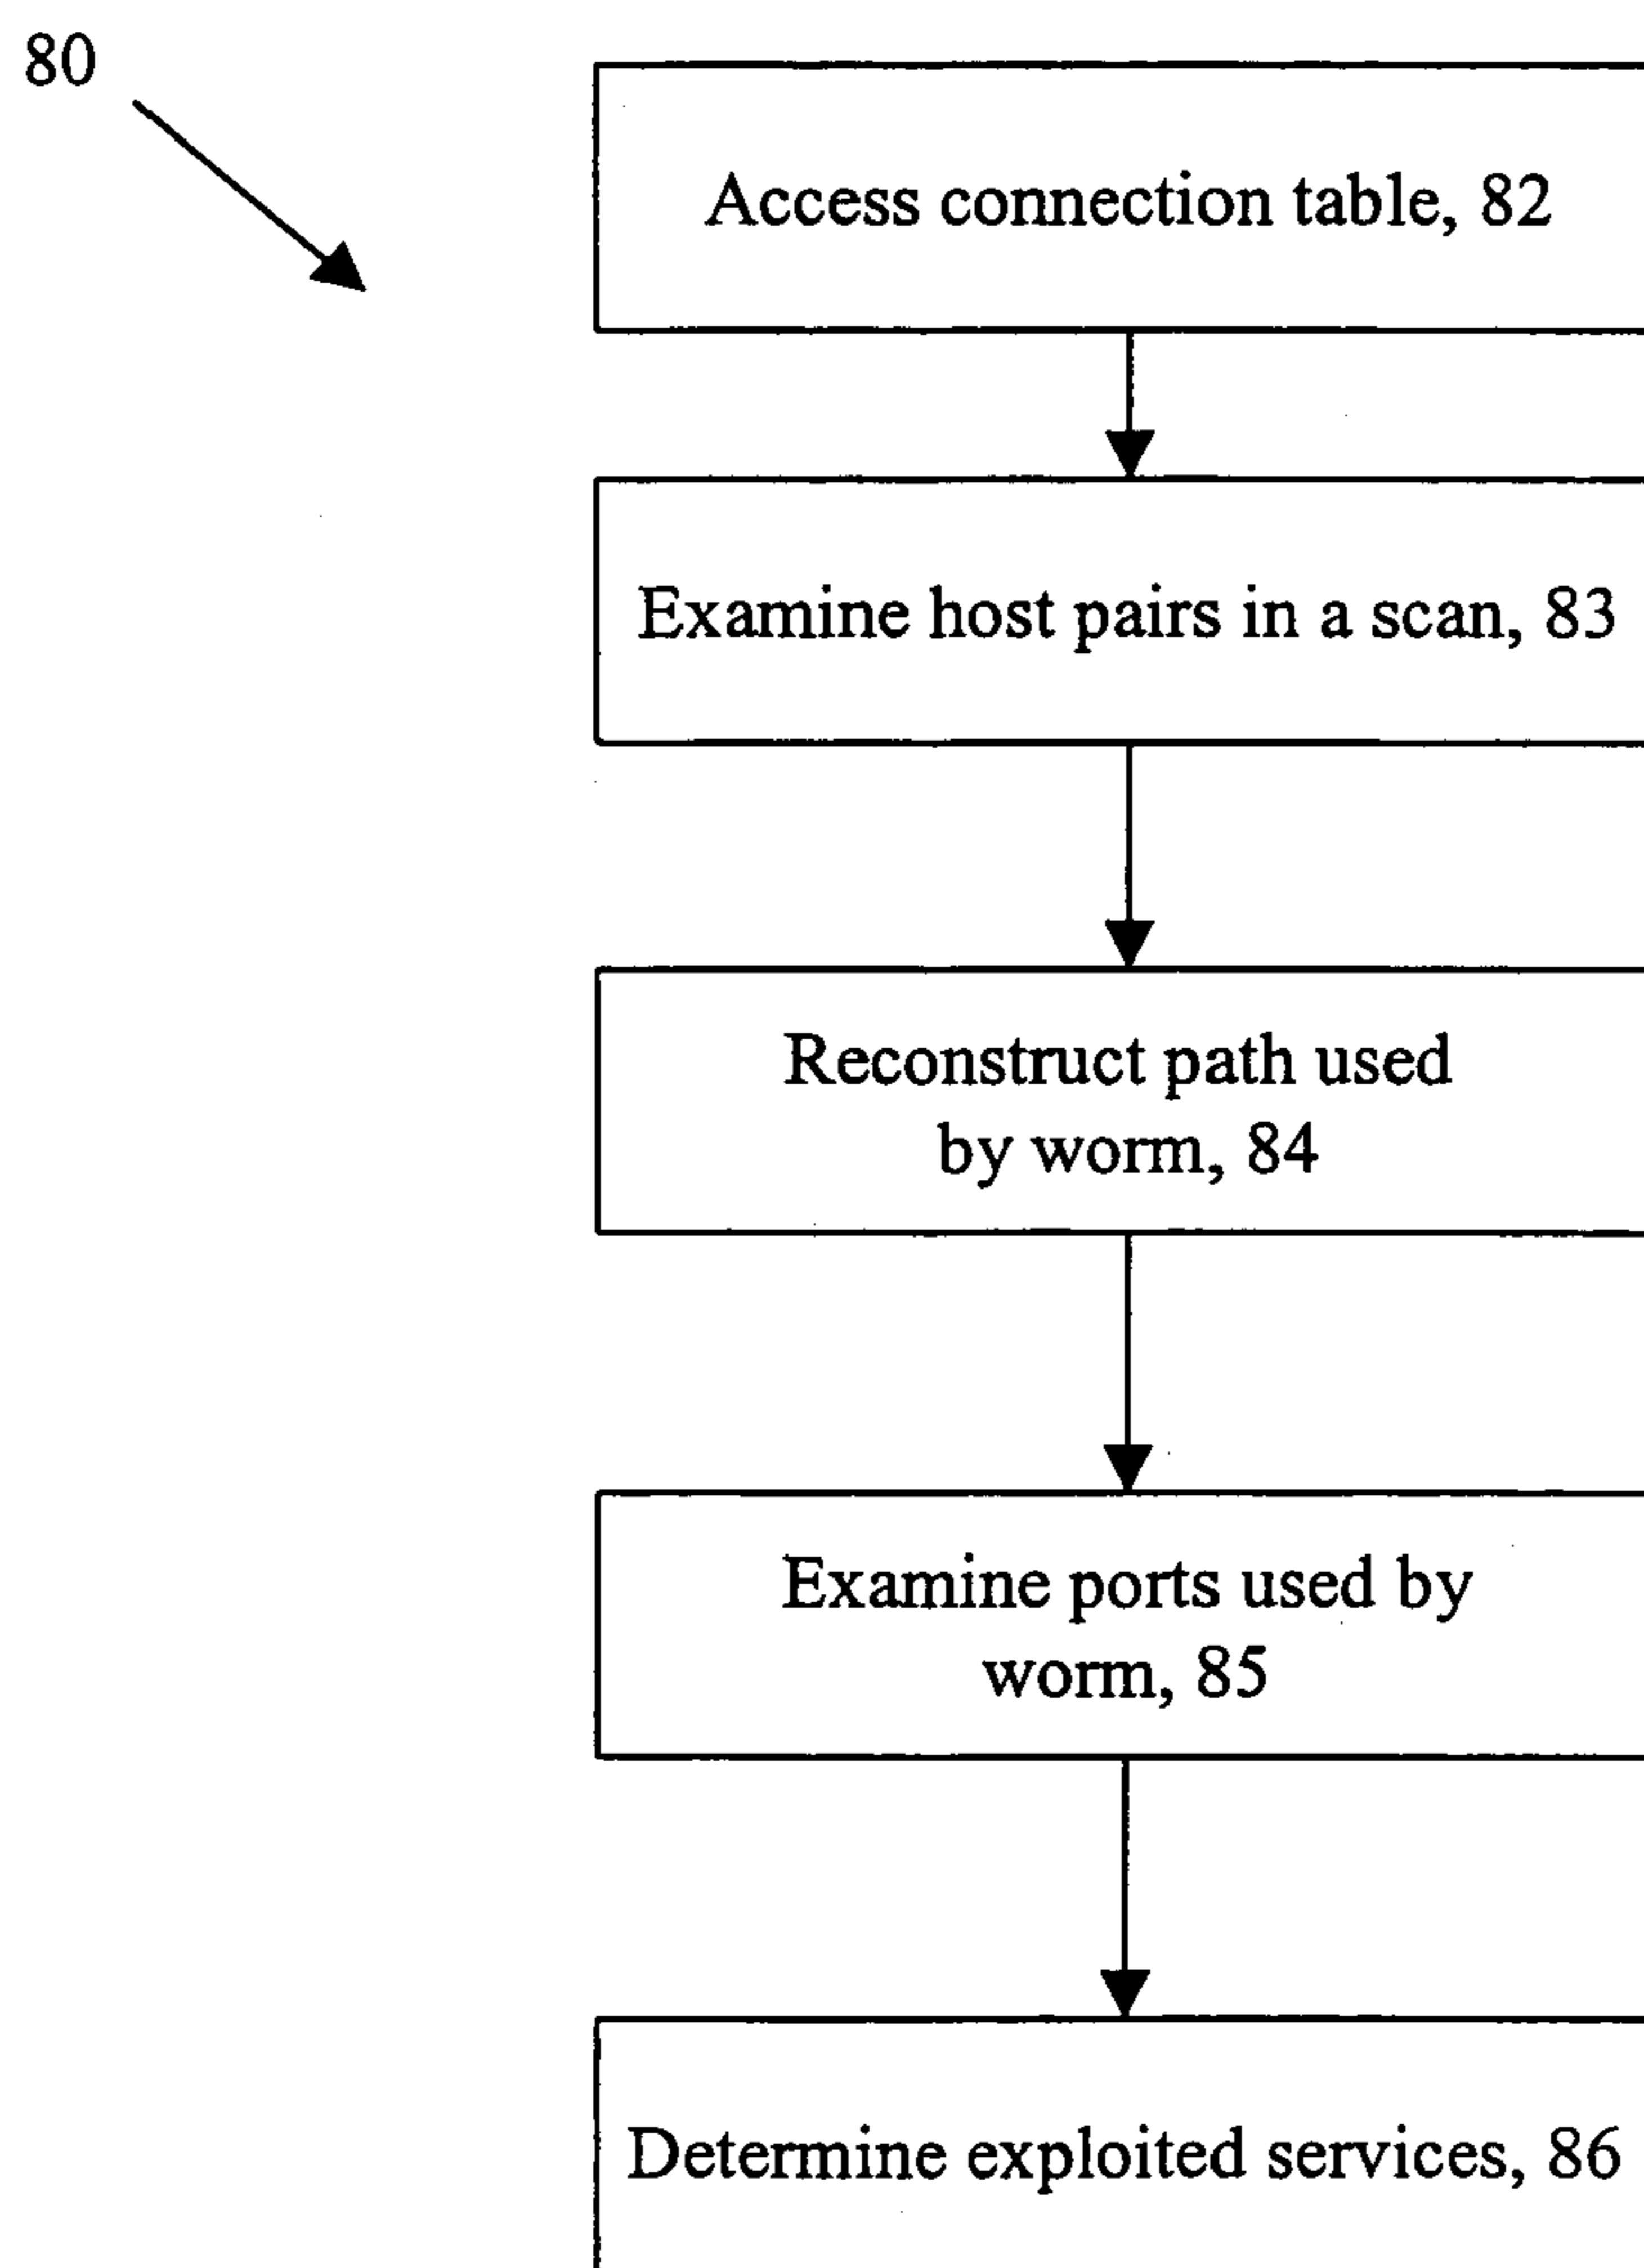 80
Access connection table, 82
Examine host pairs in a scan, 83
Reconstruct path used
by worm, 84
Examine ports used by
worm, 85
Determine exploited services, 86